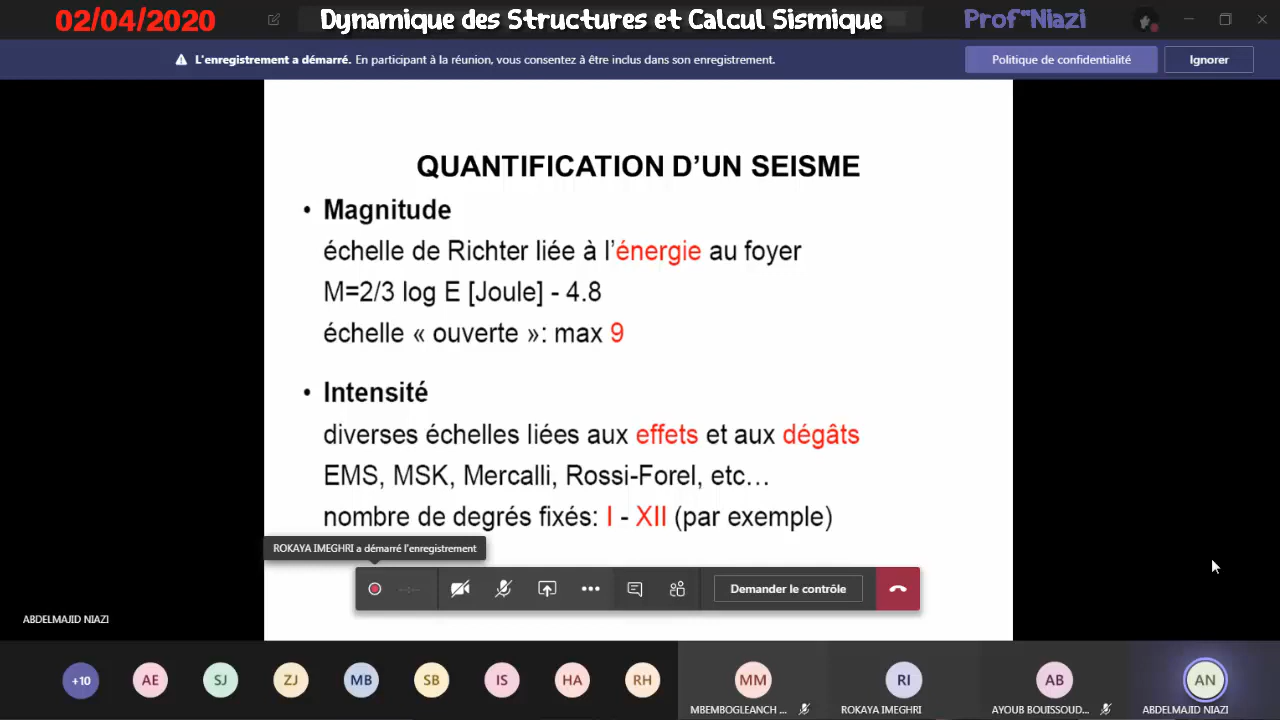 02/04/2020
Dynamique des Structures et Calcul Sismique
Prof"Niazi
L'enregistrement a démarré. En participant à la réunion, vous consentez à être inclus dans son enregistrement.
Politique de confidentialité
Ignorer
QUANTIFICATION D'UN SEISME
• Magnitude
échelle de Richter liée à l'énergie au foyer
M=2/3 log E [Joule] - 4.8
échelle « ouverte »: max 9
• Intensité
diverses échelles liées aux effets et aux dégâts
EMS, MSK, Mercalli, Rossi-Forel, etc…
nombre de degrés fixés: I - XII (par exemple)
ROKAYA IMEGHRI a démarré l'enregistrement
--:--
Demander le contrôle
ABDELMAJID NIAZI
+10
AE
SJ
ZJ
MB
SB
IS
HA
RH
MM
RI
AB
AN
MBEMBOGLEANCH ...
ROKAYA IMEGHRI
AYOUB BOUISSOUD...
ABDELMAJID NIAZI